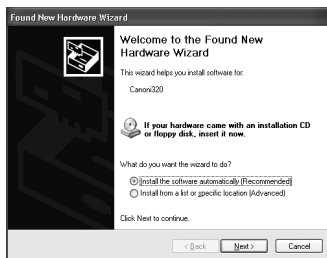 Found New Hardware Wizard
Welcome to the Found New
Hardware Wizard
This wizard helps you install software for:
Canoni320
If your hardware came with an installation CD
or floppy disk, insert it now.
What do you want the wizard to do?
Install the software automatically (Recommended)
Install from a list or specific location (Advanced)
Click Next to continue.
< Back Next > Cancel